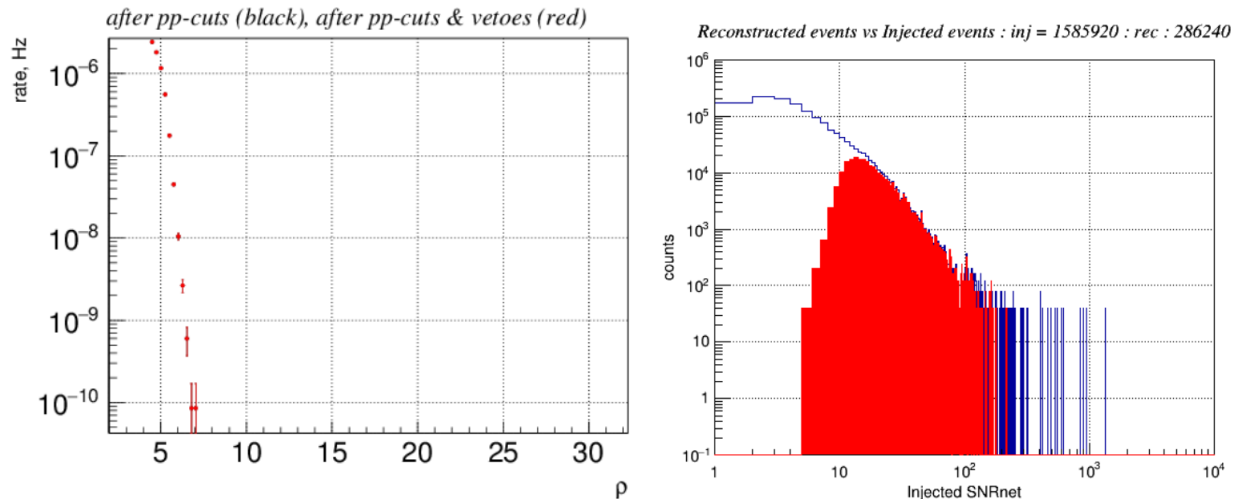 after pp-cuts (black), after pp-cuts & vetoes (red)
rate, Hz
10⁻⁶
10⁻⁷
10⁻⁸
10⁻⁹
10⁻¹⁰
5 10 15 20 25 30
ρ
Reconstructed events vs Injected events : inj = 1585920 : rec : 286240
counts
10⁶
10⁵
10⁴
10³
10²
10
1
10⁻¹
1 10 10² 10³ 10⁴
Injected SNRnet